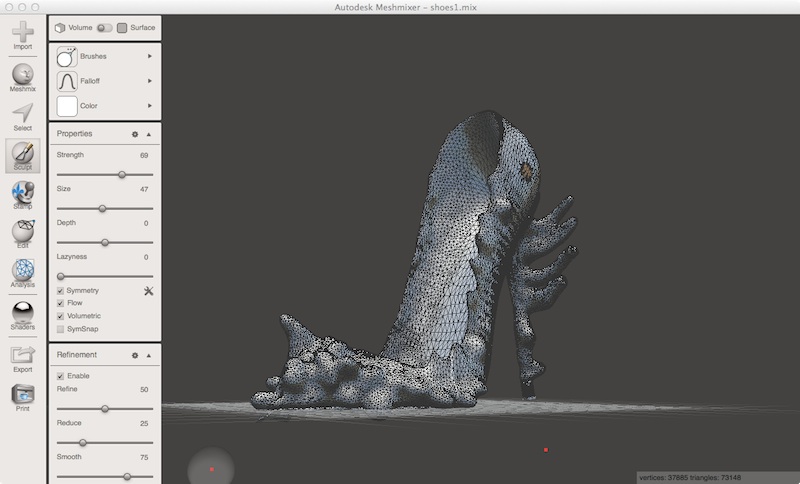 Autodesk Meshmixer – shoes1.mix
Import
Meshmix
Select
Sculpt
Stamp
Edit
Analysis
Shaders
Export
Print
Volume Surface
Brushes
Falloff
Color
Properties
Strength 69
Size 47
Depth 0
Lazyness 0
Symmetry
Flow
Volumetric
SymSnap
Refinement
Enable
Refine 50
Reduce 25
Smooth 75
vertices: 37685 triangles: 73148